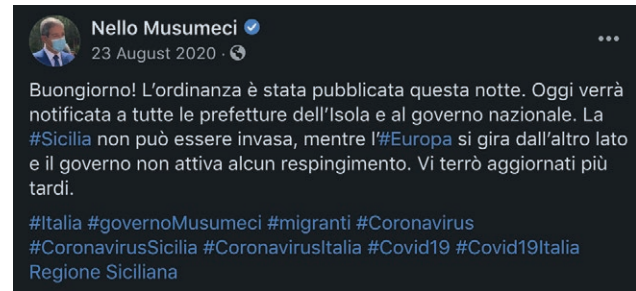 Nello Musumeci
23 August 2020 ·
Buongiorno! L'ordinanza è stata pubblicata questa notte. Oggi verrà
notificata a tutte le prefetture dell'Isola e al governo nazionale. La
#Sicilia non può essere invasa, mentre l'#Europa si gira dall'altro lato
e il governo non attiva alcun respingimento. Vi terrò aggiornati più
tardi.
#Italia #governoMusumeci #migranti #Coronavirus
#CoronavirusSicilia #CoronavirusItalia #Covid19 #Covid19Italia
Regione Siciliana